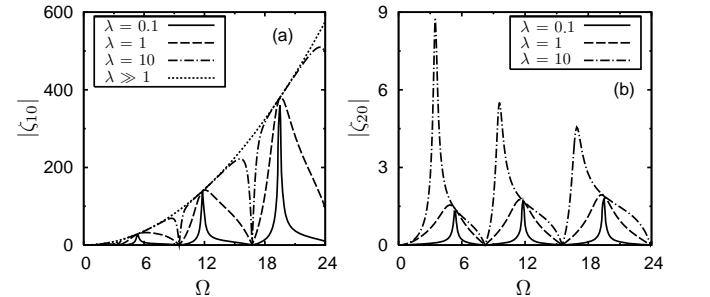 600
400
200
0
|ζ₁₀|
λ = 0.1
λ = 1
λ = 10
λ ≫ 1
(a)
0 6 12 18 24
Ω
9
6
3
0
|ζ₂₀|
λ = 0.1
λ = 1
λ = 10
(b)
0 6 12 18 24
Ω